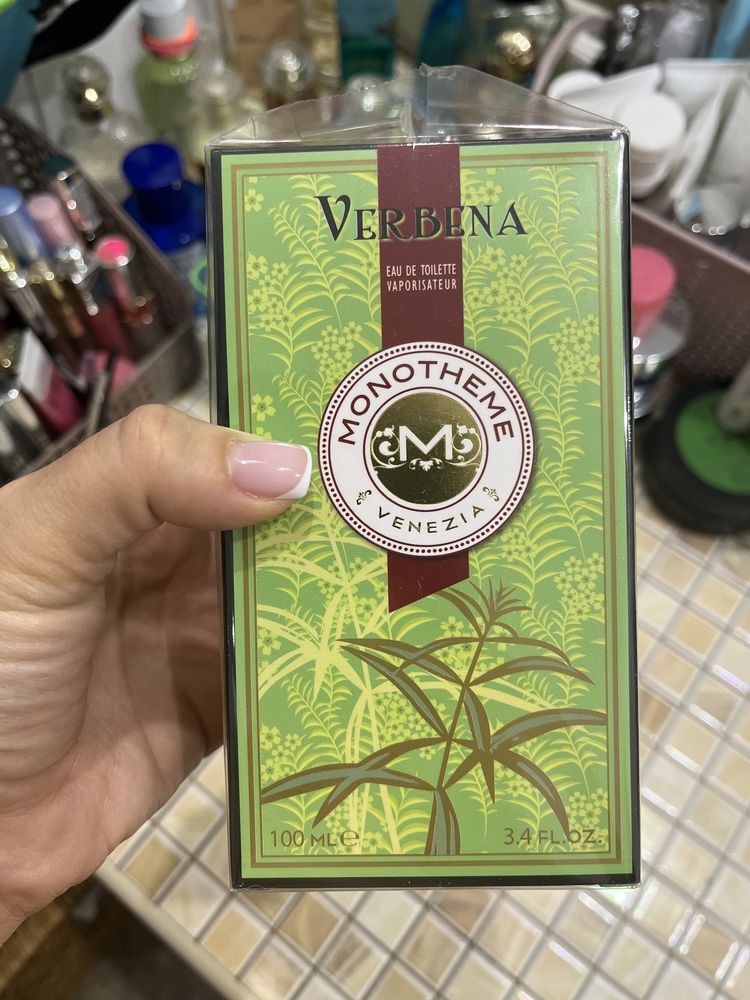 VERBENA
EAU DE TOILETTE
VAPORISATEUR
MONOTHEME
M
VENEZIA
100 ML℮
3.4 FL.OZ.